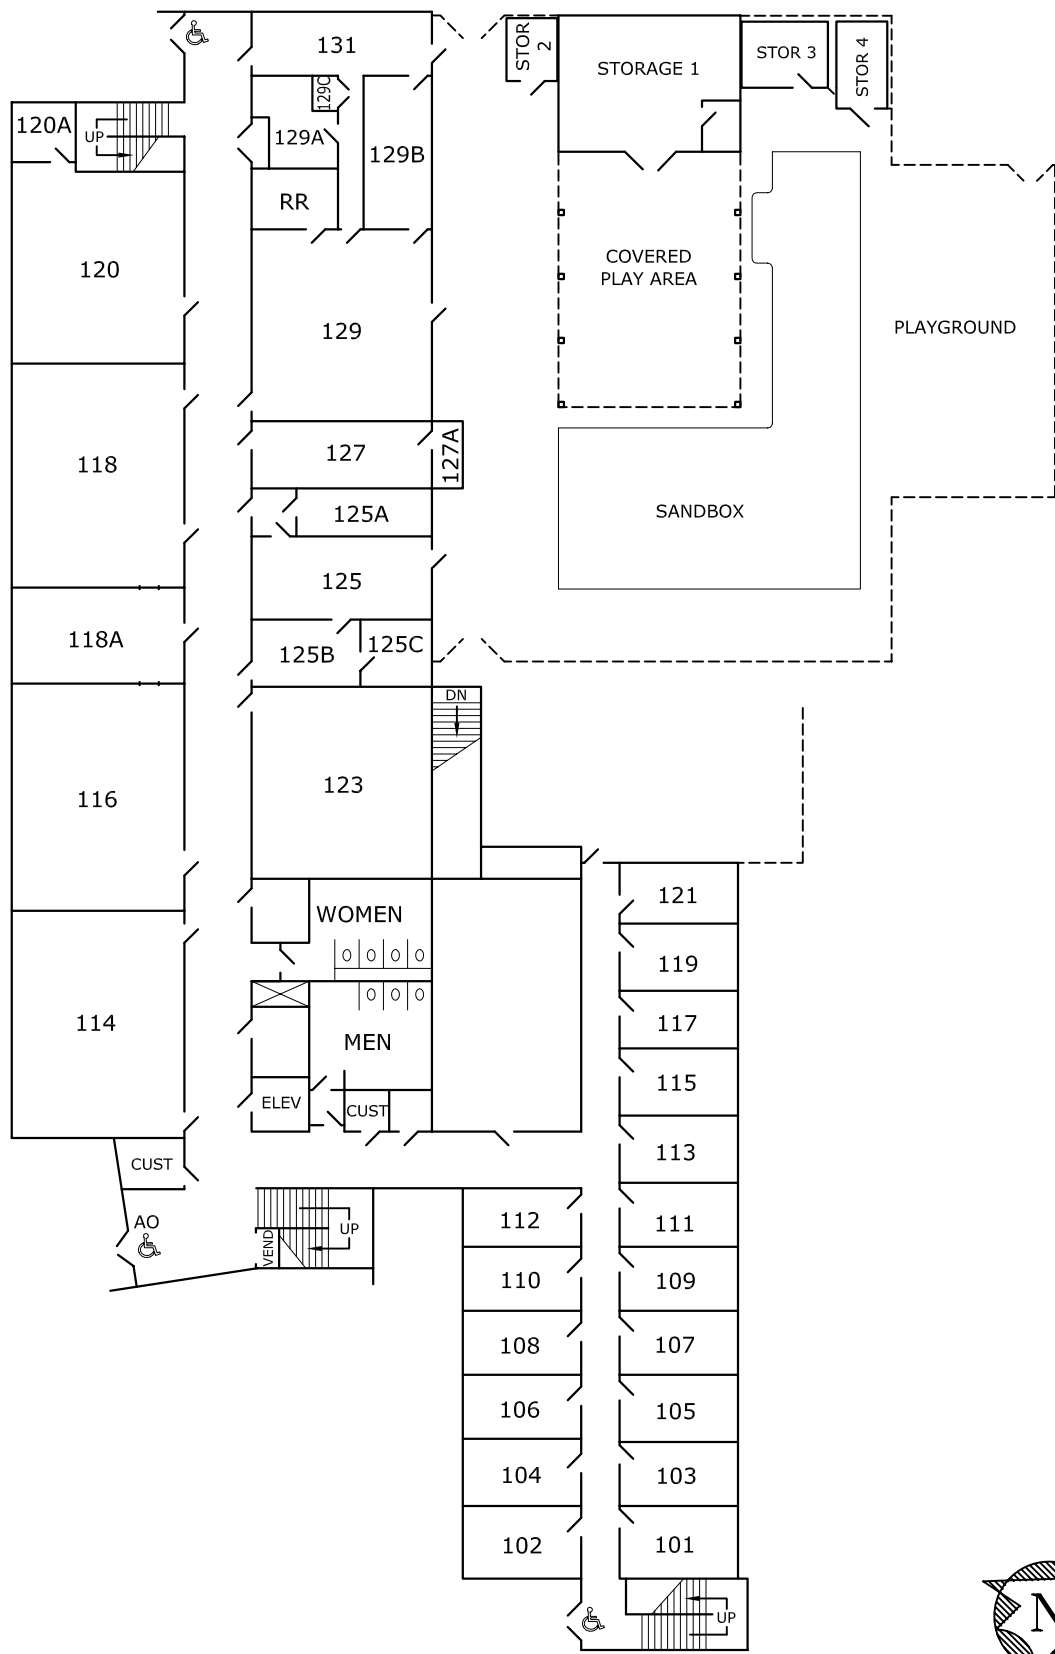 131
STOR
2
STORAGE 1
STOR 3
STOR 4
120A
UP
129C
129A
129B
RR
120
129
COVERED
PLAY AREA
PLAYGROUND
118
127
127A
125A
SANDBOX
125
118A
125B
125C
DN
116
123
121
WOMEN
119
114
MEN
117
115
ELEV
CUST
113
CUST
AO
112
111
UP
VEND
110
109
108
107
106
105
104
103
102
101
UP
N